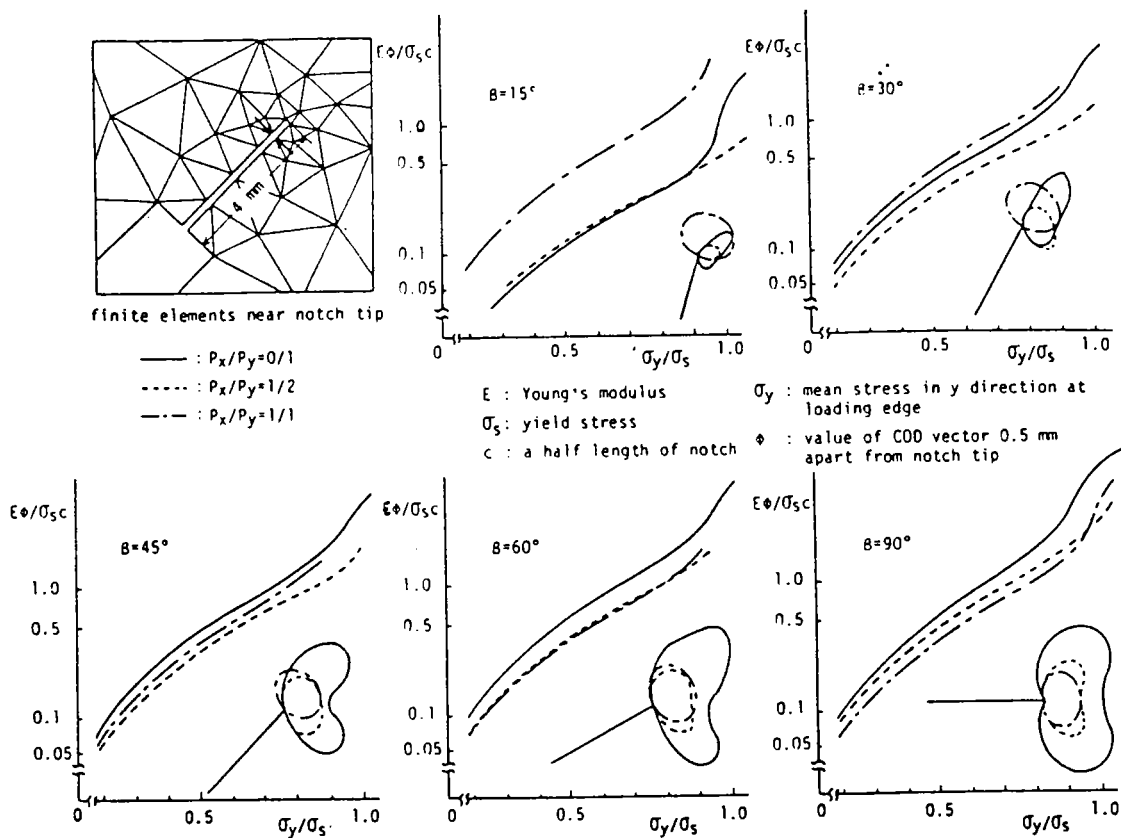 4 mm
finite elements near notch tip
——— : Px/Py=0/1
----- : Px/Py=1/2
—·—·— : Px/Py=1/1
EΦ/σsc
β=15°
1.0
0.5
0.1
0.05
0
0.5
1.0
σy/σs
β=30°
1.0
0.5
0.1
0.05
0
0.5
1.0
σy/σs
E : Young's modulus
σs: yield stress
c : a half length of notch
σy : mean stress in y direction at
loading edge
Φ : value of COD vector 0.5 mm
apart from notch tip
EΦ/σsc
β=45°
1.0
0.5
0.1
0.05
0
0.5
1.0
σy/σs
EΦ/σsc
β=60°
1.0
0.5
0.1
0.05
0
0.5
1.0
σy/σs
EΦ/σsc
β=90°
1.0
0.5
0.1
0.05
0
0.5
1.0
σy/σs
EΦ/σsc